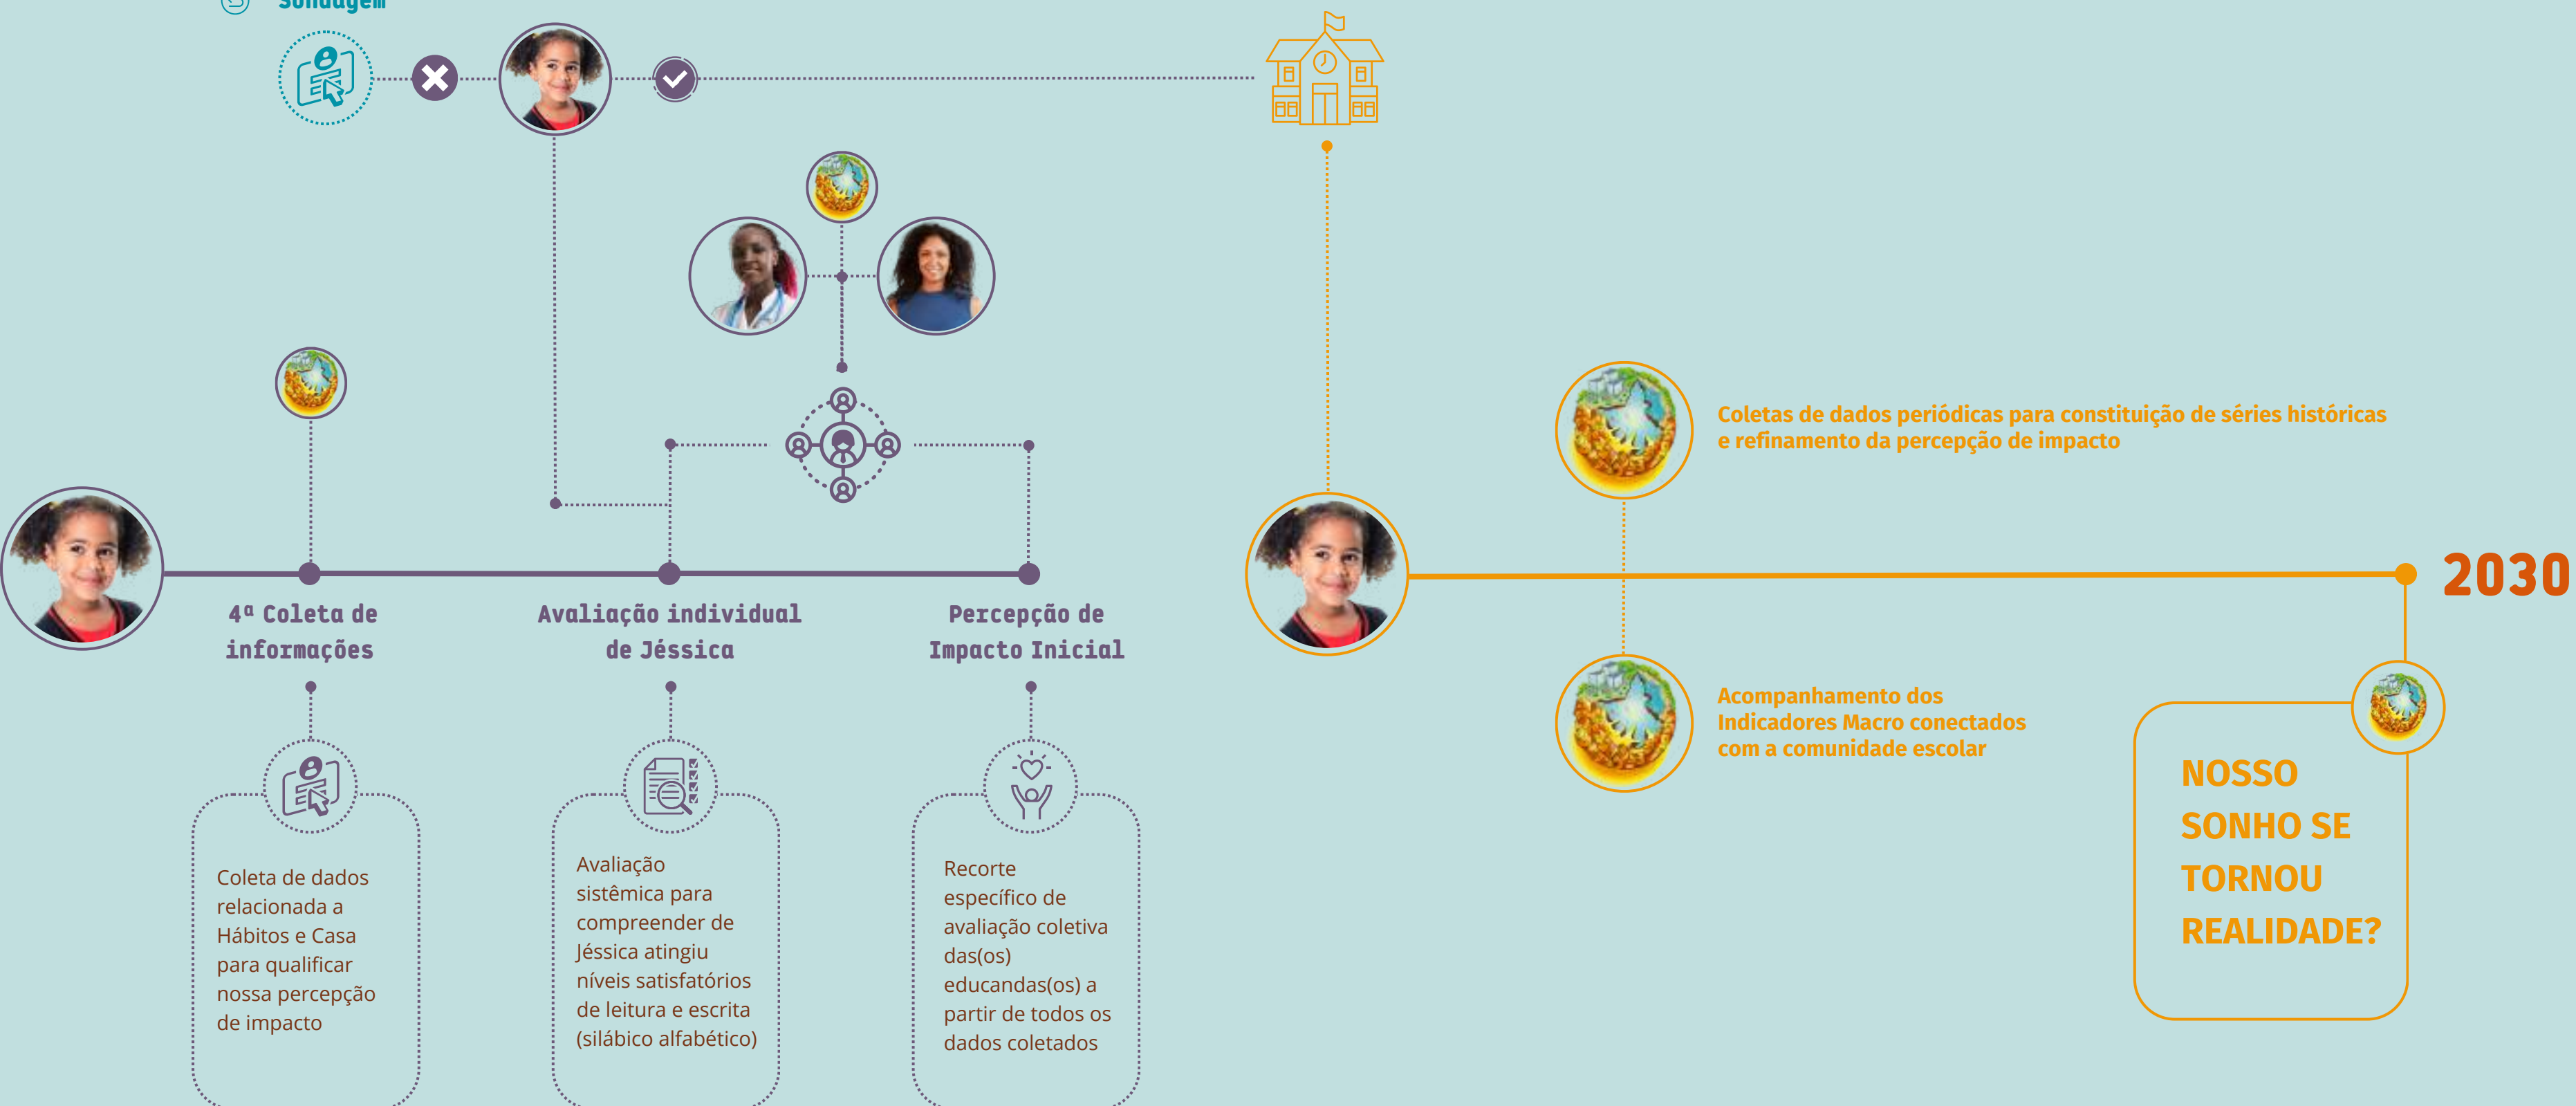 Sondagem
Coletas de dados periódicas para constituição de séries históricas
e refinamento da percepção de impacto
2030
4ª Coleta de
informações
Avaliação individual
de Jéssica
Percepção de
Impacto Inicial
Acompanhamento dos
Indicadores Macro conectados
com a comunidade escolar
NOSSO
SONHO SE
TORNOU
REALIDADE?
Coleta de dados
relacionada a
Hábitos e Casa
para qualificar
nossa percepção
de impacto
Avaliação
sistêmica para
compreender de
Jéssica atingiu
níveis satisfatórios
de leitura e escrita
(silábico alfabético)
Recorte
específico de
avaliação coletiva
das(os)
educandas(os) a
partir de todos os
dados coletados